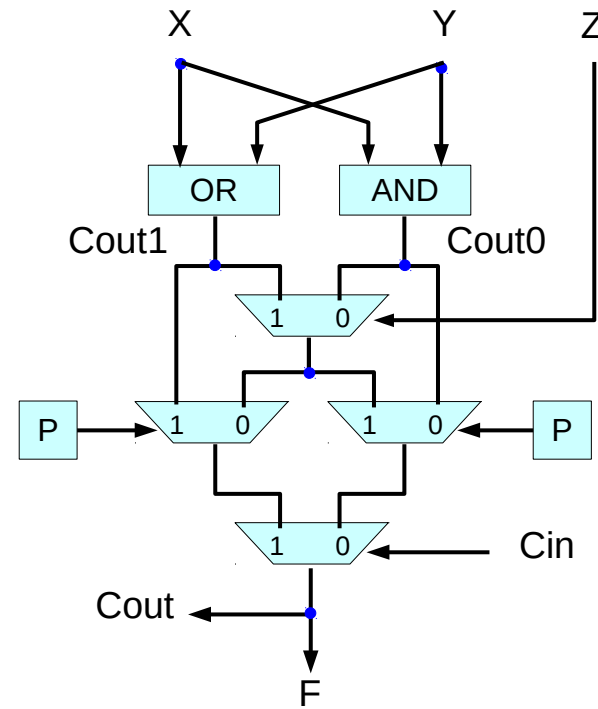 X Y Z
OR AND
Cout1 Cout0
1 0
P 1 0 1 0 P
1 0 Cin
Cout
F